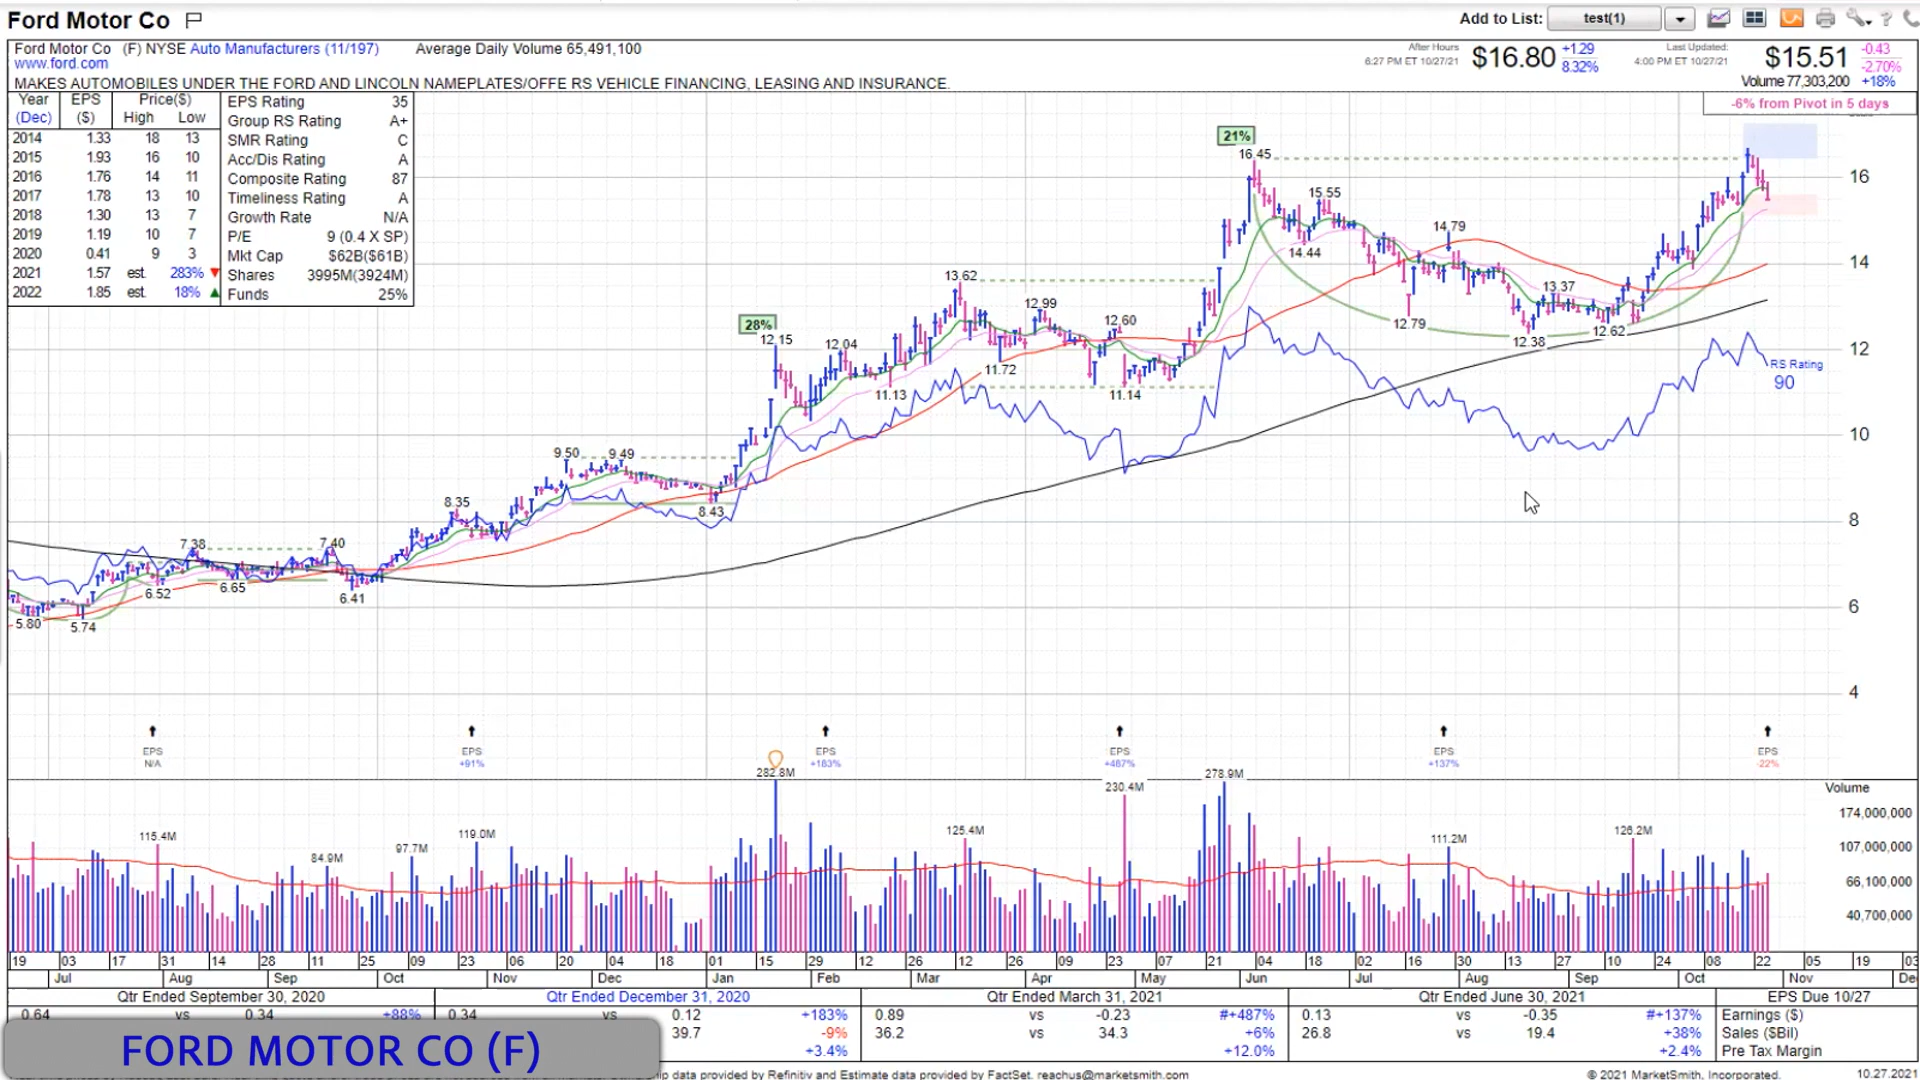 Ford Motor Co
Add to List: test(1)
Ford Motor Co (F) NYSE Auto Manufacturers (11/197) Average Daily Volume 65,491,100
www.ford.com
MAKES AUTOMOBILES UNDER THE FORD AND LINCOLN NAMEPLATES/OFFE RS VEHICLE FINANCING, LEASING AND INSURANCE.
After Hours
6:27 PM ET 10/27/21
$16.80 +1.29
8.32%
Last Updated:
4:00 PM ET 10/27/21
$15.51 -0.43
-2.70%
Volume 77,303,200 +18%
-6% from Pivot in 5 days
Year EPS Price($)
(Dec) ($) High Low
2014 1.33 18 13
2015 1.93 16 10
2016 1.76 14 11
2017 1.78 13 10
2018 1.30 13 7
2019 1.19 10 7
2020 0.41 9 3
2021 1.57 est. 283%
2022 1.85 est. 18%
EPS Rating 35
Group RS Rating A+
SMR Rating C
Acc/Dis Rating A
Composite Rating 87
Timeliness Rating A
Growth Rate N/A
P/E 9 (0.4 X SP)
Mkt Cap $62B($61B)
Shares 3995M(3924M)
Funds 25%
21%
16.45
15.55
14.44
14.79
13.62
12.99
12.60
13.37
12.79
12.38
12.62
28%
12.15
12.04
11.72
11.13
11.14
9.50
9.49
8.35
8.43
7.38
7.40
6.52
6.65
6.41
5.80
5.74
16
14
12
10
8
6
4
RS Rating
90
EPS EPS EPS EPS EPS EPS
N/A +91% +183% +487% +137% -22%
282.8M
278.9M
230.4M
115.4M
84.9M
97.7M
119.0M
125.4M
111.2M
126.2M
Volume
174,000,000
107,000,000
66,100,000
40,700,000
19 03 17 31 14 28 11 25 09 23 06 20 04 18 01 15 29 12 26 12 26 09 23 07 21 04 18 02 16 30 13 27 10 24 08 22 05 19 03
Jul Aug Sep Oct Nov Dec Jan Feb Mar Apr May Jun Jul Aug Sep Oct Nov De
Qtr Ended September 30, 2020 Qtr Ended December 31, 2020 Qtr Ended March 31, 2021 Qtr Ended June 30, 2021 EPS Due 10/27
0.64 vs 0.34 +88% 0.34 vs 0.12 +183% 0.89 vs -0.23 #+487% 0.13 vs -0.35 #+137% Earnings ($)
39.7 -9% 36.2 vs 34.3 +6% 26.8 vs 19.4 +38% Sales ($Bil)
+3.4% +12.0% +2.4% Pre Tax Margin
FORD MOTOR CO (F)
data provided by Refinitiv and Estimate data provided by FactSet. reachus@marketsmith.com
© 2021 MarketSmith, Incorporated. 10.27.2021